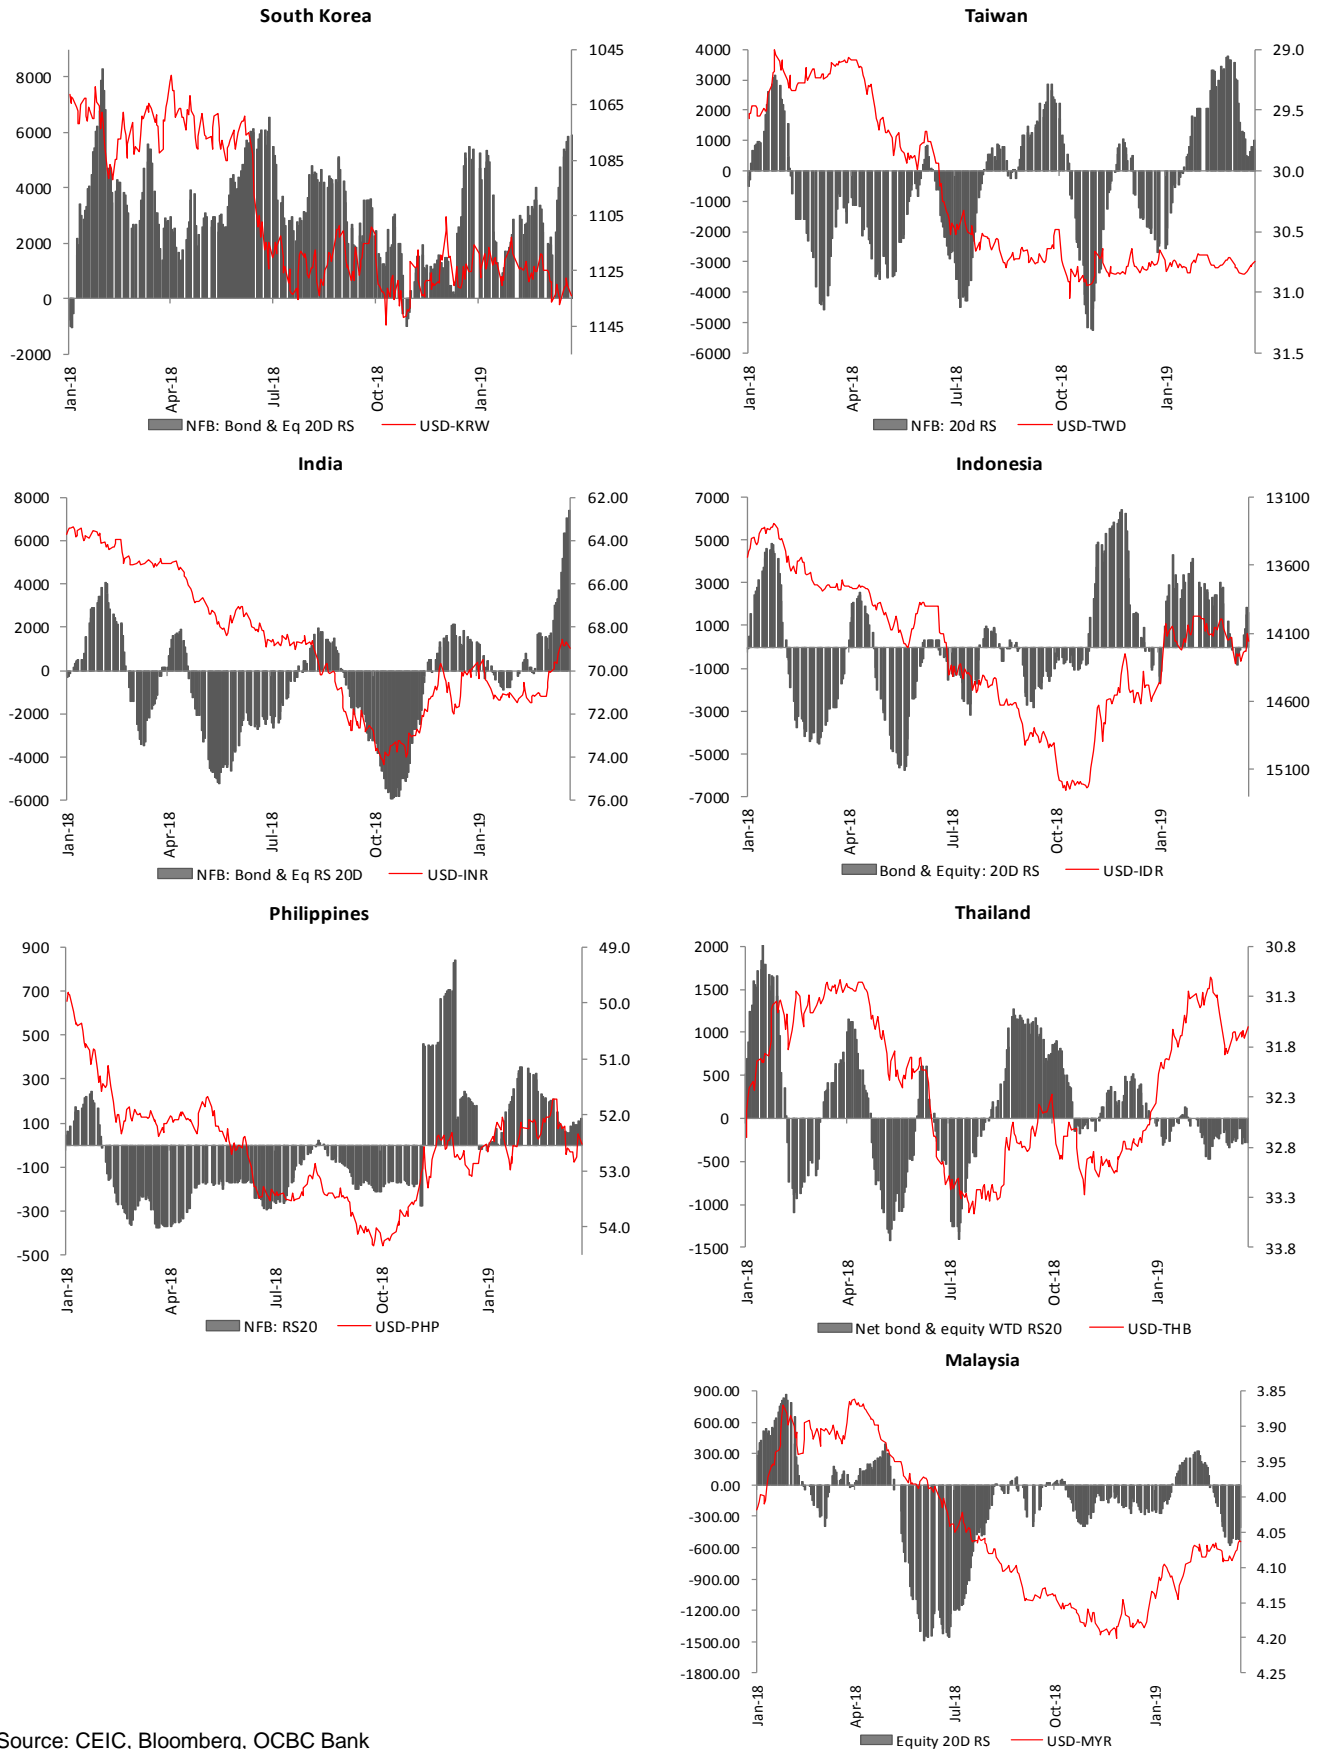 South Korea
8000
6000
4000
2000
0
-2000
1045
1065
1085
1105
1125
1145
Jan-18
Apr-18
Jul-18
Oct-18
Jan-19
NFB: Bond & Eq 20D RS
USD-KRW
Taiwan
4000
3000
2000
1000
0
-1000
-2000
-3000
-4000
-5000
-6000
29.0
29.5
30.0
30.5
31.0
31.5
Jan-18
Apr-18
Jul-18
Oct-18
Jan-19
NFB: 20d RS
USD-TWD
India
8000
6000
4000
2000
0
-2000
-4000
-6000
62.00
64.00
66.00
68.00
70.00
72.00
74.00
76.00
Jan-18
Apr-18
Jul-18
Oct-18
Jan-19
NFB: Bond & Eq RS 20D
USD-INR
Indonesia
7000
5000
3000
1000
-1000
-3000
-5000
-7000
13100
13600
14100
14600
15100
Jan-18
Apr-18
Jul-18
Oct-18
Jan-19
Bond & Equity: 20D RS
USD-IDR
Philippines
900
700
500
300
100
-100
-300
-500
49.0
50.0
51.0
52.0
53.0
54.0
Jan-18
Apr-18
Jul-18
Oct-18
Jan-19
NFB: RS20
USD-PHP
Thailand
2000
1500
1000
500
0
-500
-1000
-1500
30.8
31.3
31.8
32.3
32.8
33.3
33.8
Jan-18
Apr-18
Jul-18
Oct-18
Jan-19
Net bond & equity WTD RS20
USD-THB
Malaysia
900.00
600.00
300.00
0.00
-300.00
-600.00
-900.00
-1200.00
-1500.00
-1800.00
3.85
3.90
3.95
4.00
4.05
4.10
4.15
4.20
4.25
Jan-18
Apr-18
Jul-18
Oct-18
Jan-19
Equity 20D RS
USD-MYR
Source: CEIC, Bloomberg, OCBC Bank